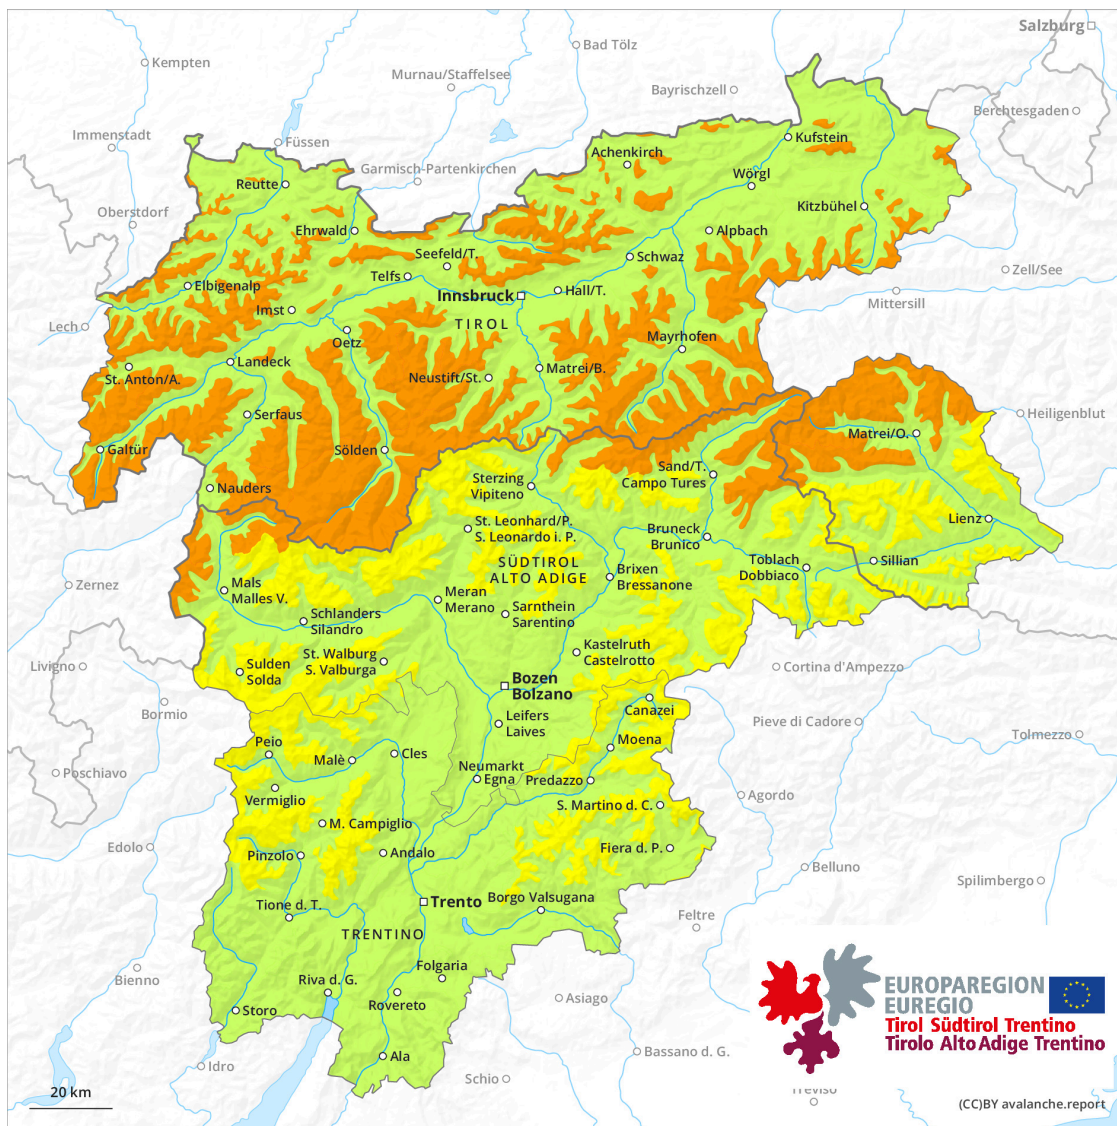 Salzburg
Bad Tölz
Kempten
Murnau/Staffelsee
Bayrischzell
Berchtesgaden
Immenstadt
Füssen
Kufstein
Achenkirch
Garmisch-Partenkirchen
Wörgl
Reutte
Oberstdorf
Kitzbühel
Ehrwald
Alpbach
Seefeld/T.
Schwaz
Telfs
Zell/See
Elbigenalp
Innsbruck
Hall/T.
Mittersill
Imst
TIROL
Lech
Oetz
Mayrhofen
Landeck
Matrei/B.
St. Anton/A.
Neustift/St.
Serfaus
Heiligenblut
Matrei/O.
Galtür
Sölden
Sand/T.
Campo Tures
Sterzing
Vipiteno
Nauders
Lienz
St. Leonhard/P.
S. Leonardo i. P.
Bruneck
Brunico
SÜDTIROL
ALTO ADIGE
Toblach
Dobbiaco
Sillian
Zernez
Brixen
Bressanone
Mals
Malles V.
Meran
Merano
Schlanders
Silandro
Sarnthein
Sarentino
Kastelruth
Castelrotto
St. Walburg
S. Valburga
Livigno
Sulden
Solda
Cortina d'Ampezzo
Bozen
Bolzano
Bormio
Canazei
Leifers
Laives
Pieve di Cadore
Tolmezzo
Peio
Moena
Cles
Malè
Poschiavo
Neumarkt
Egna
Predazzo
Vermiglio
Agordo
S. Martino d. C.
M. Campiglio
Edolo
Pinzolo
Andalo
Fiera d. P.
Belluno
Spilimbergo
Trento
Borgo Valsugana
Tione d. T.
Feltre
TRENTINO
Folgaria
Bienno
Riva d. G.
Rovereto
Asiago
Storo
EUROPAREGION
EUREGIO
Tirol Südtirol Trentino
Tirolo Alto Adige Trentino
Ala
Bassano d. G.
Idro
Schio
Treviso
20 km
(CC)BY avalanche.report